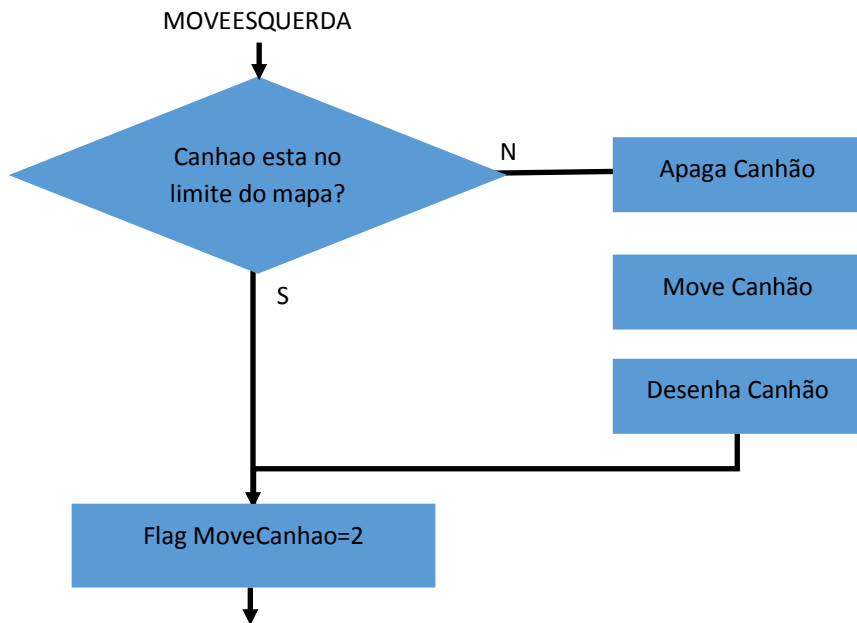 MOVEESQUERDA
Canhao esta no
limite do mapa?
N
Apaga Canhão
Move Canhão
S
Desenha Canhão
Flag MoveCanhao=2